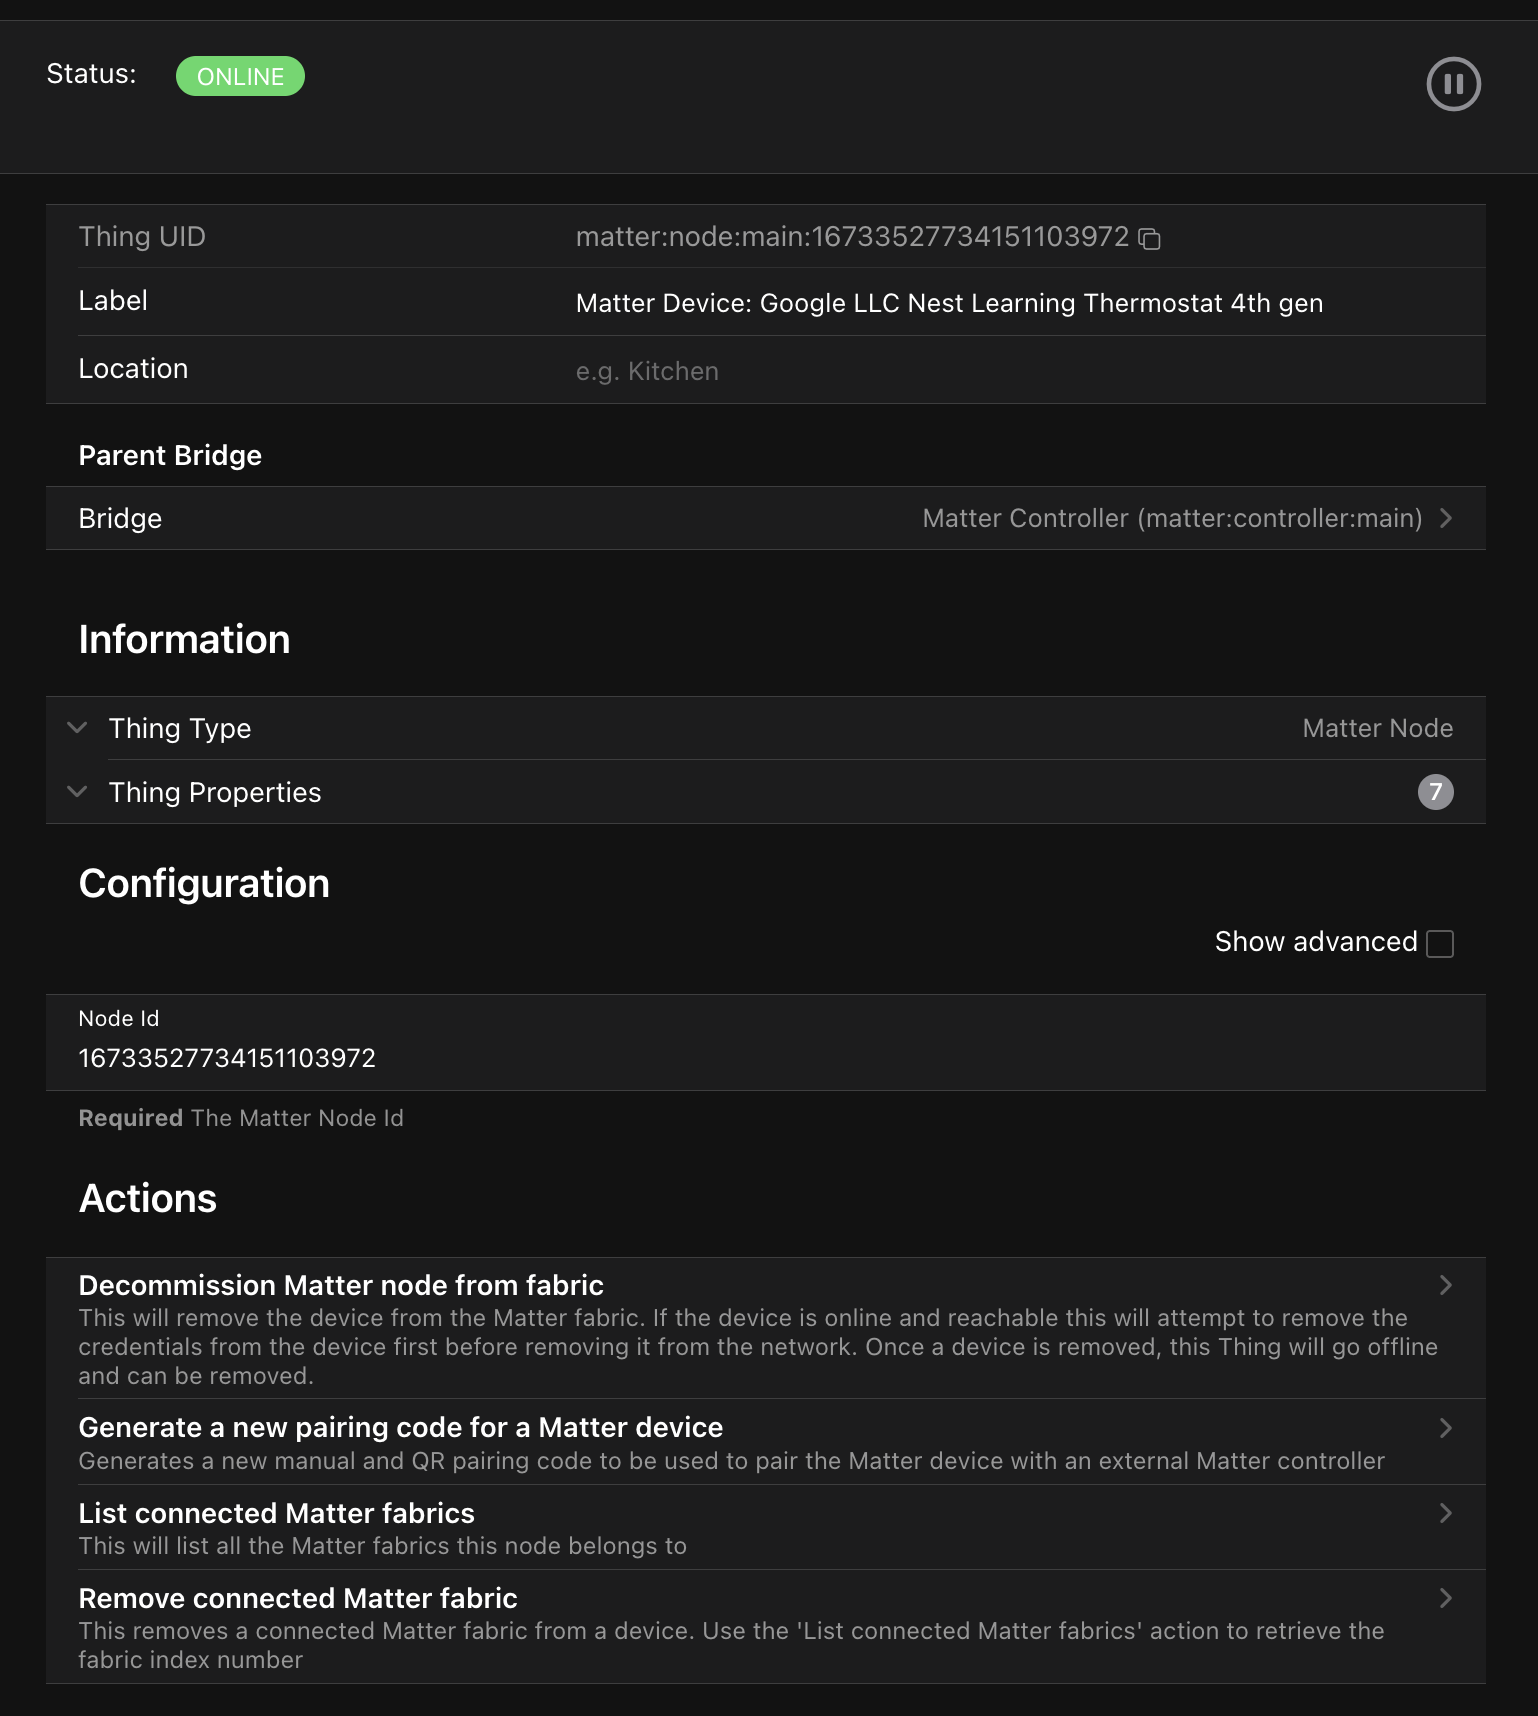 Status: ONLINE
Thing UID matter:node:main:16733527734151103972
Label Matter Device: Google LLC Nest Learning Thermostat 4th gen
Location e.g. Kitchen
Parent Bridge
Bridge Matter Controller (matter:controller:main)
Information
Thing Type Matter Node
Thing Properties 7
Configuration
Show advanced
Node Id
16733527734151103972
Required The Matter Node Id
Actions
Decommission Matter node from fabric
This will remove the device from the Matter fabric. If the device is online and reachable this will attempt to remove the
credentials from the device first before removing it from the network. Once a device is removed, this Thing will go offline
and can be removed.
Generate a new pairing code for a Matter device
Generates a new manual and QR pairing code to be used to pair the Matter device with an external Matter controller
List connected Matter fabrics
This will list all the Matter fabrics this node belongs to
Remove connected Matter fabric
This removes a connected Matter fabric from a device. Use the 'List connected Matter fabrics' action to retrieve the
fabric index number